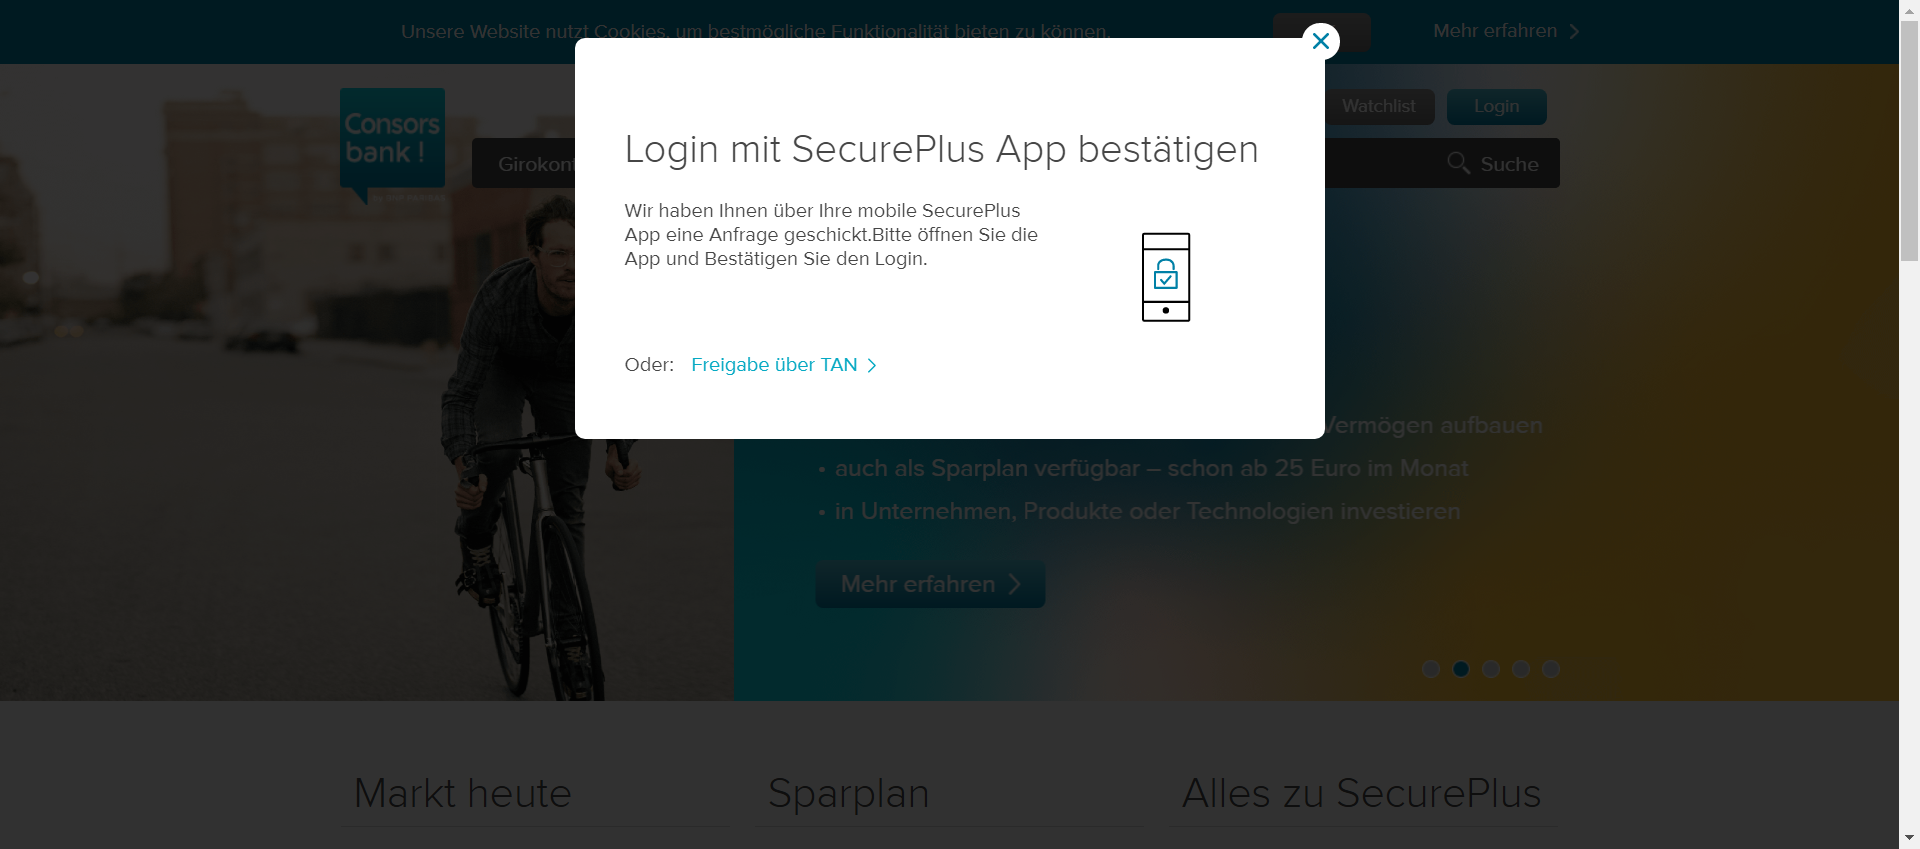 Unsere Website nutzt Cookies, um bestmögliche Funktionalität bieten zu können.
Mehr erfahren
Consors
bank !
Watchlist
Login
Suche
Login mit SecurePlus App bestätigen
Wir haben Ihnen über Ihre mobile SecurePlus
App eine Anfrage geschickt.Bitte öffnen Sie die
App und Bestätigen Sie den Login.
Oder: Freigabe über TAN
Vermögen aufbauen
• auch als Sparplan verfügbar – schon ab 25 Euro im Monat
• in Unternehmen, Produkte oder Technologien investieren
Mehr erfahren
Markt heute
Sparplan
Alles zu SecurePlus